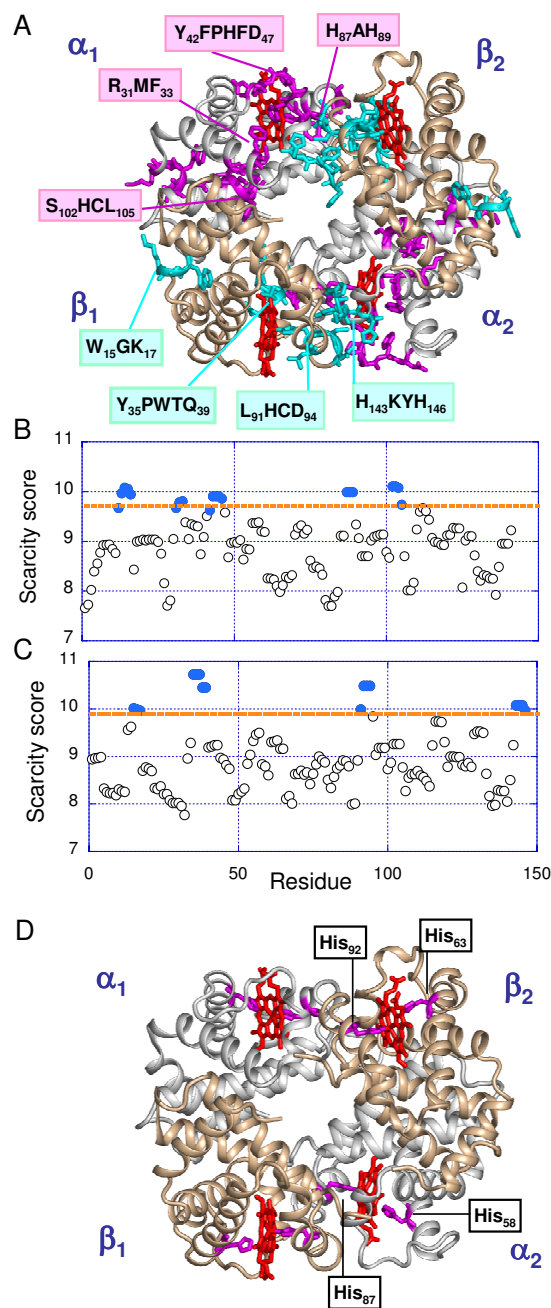 A
Y42FPHFD47
H87AH89
α1
β2
R31MF33
S102HCL105
β1
α2
W15GK17
Y35PWTQ39
L91HCD94
H143KYH146
B
11
10
9
8
7
Scarcity score
C
11
10
9
8
7
Scarcity score
0
50
100
150
Residue
D
His92
His63
α1
β2
His58
β1
α2
His87